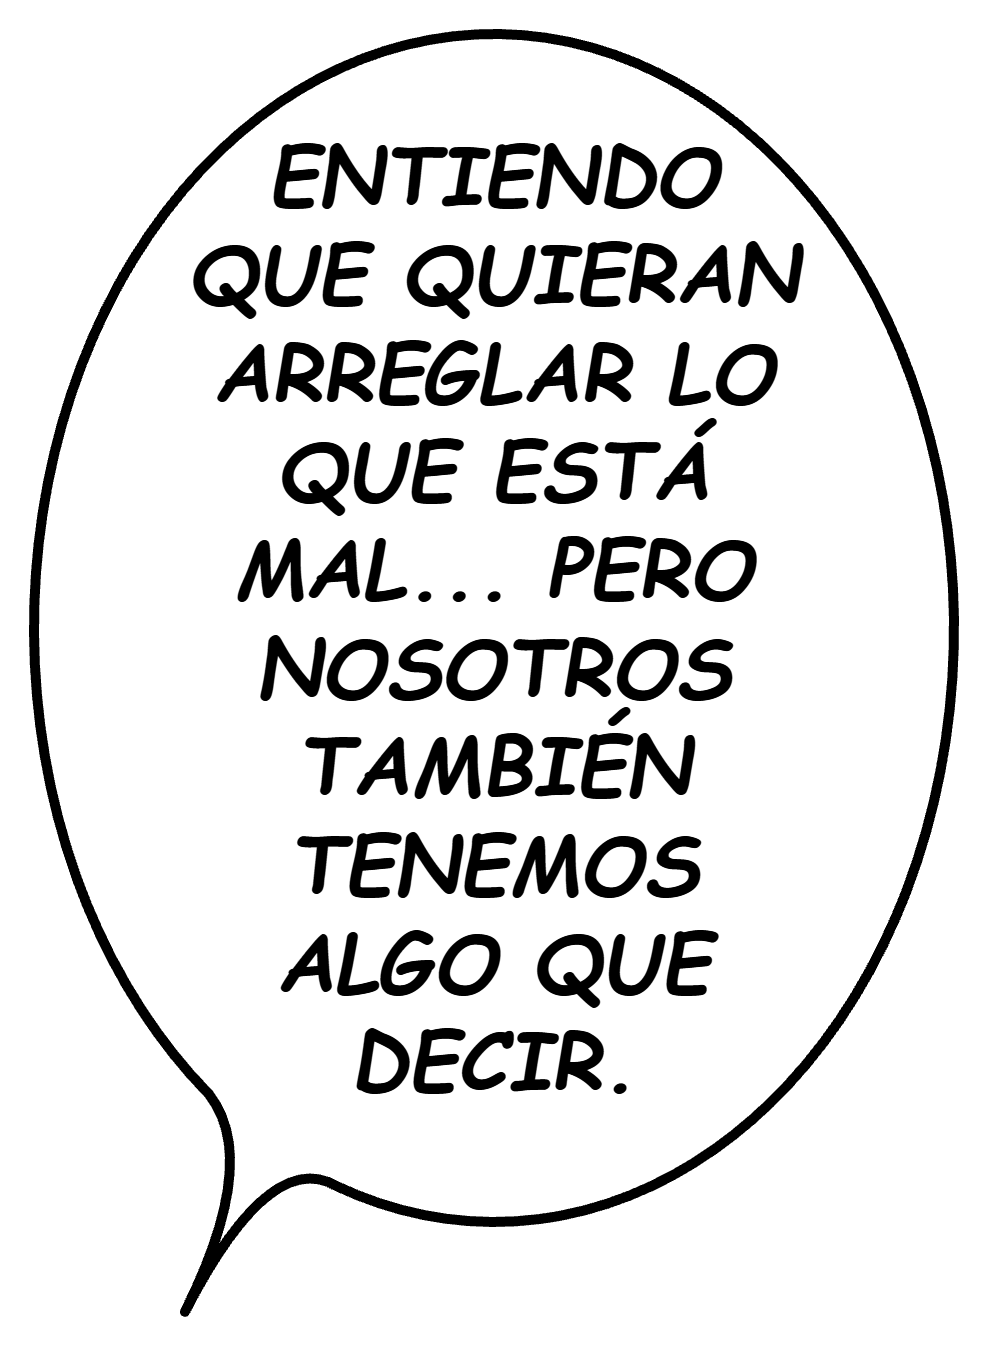 ENTIENDO
QUE QUIERAN
ARREGLAR LO
QUE ESTÁ
MAL... PERO
NOSOTROS
TAMBIÉN
TENEMOS
ALGO QUE
DECIR.